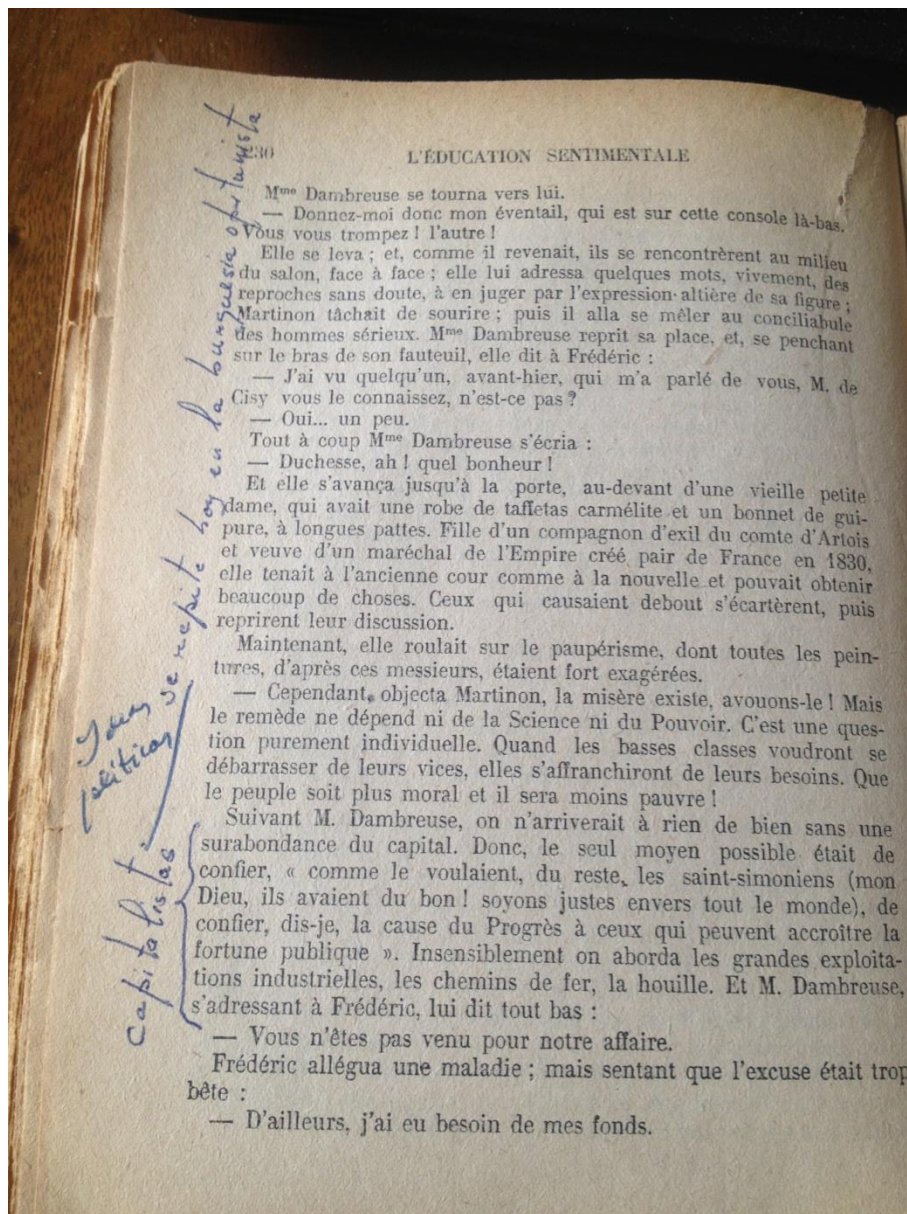 230 L'ÉDUCATION SENTIMENTALE
Mme Dambreuse se tourna vers lui.
— Donnez-moi donc mon éventail, qui est sur cette console là-bas.
Vous vous trompez ! l'autre !
Elle se leva ; et, comme il revenait, ils se rencontrèrent au milieu
du salon, face à face ; elle lui adressa quelques mots, vivement, des
reproches sans doute, à en juger par l'expression altière de sa figure ;
Martinon tâchait de sourire ; puis il alla se mêler au conciliabule
des hommes sérieux. Mme Dambreuse reprit sa place, et, se penchant
sur le bras de son fauteuil, elle dit à Frédéric :
— J'ai vu quelqu'un, avant-hier, qui m'a parlé de vous, M. de
Cisy vous le connaissez, n'est-ce pas ?
— Oui... un peu.
Tout à coup Mme Dambreuse s'écria :
— Duchesse, ah ! quel bonheur !
Et elle s'avança jusqu'à la porte, au-devant d'une vieille petite
dame, qui avait une robe de taffetas carmélite et un bonnet de gui-
pure, à longues pattes. Fille d'un compagnon d'exil du comte d'Artois
et veuve d'un maréchal de l'Empire créé pair de France en 1830,
elle tenait à l'ancienne cour comme à la nouvelle et pouvait obtenir
beaucoup de choses. Ceux qui causaient debout s'écartèrent, puis
reprirent leur discussion.
Maintenant, elle roulait sur le paupérisme, dont toutes les pein-
tures, d'après ces messieurs, étaient fort exagérées.
— Cependant, objecta Martinon, la misère existe, avouons-le ! Mais
le remède ne dépend ni de la Science ni du Pouvoir. C'est une ques-
tion purement individuelle. Quand les basses classes voudront se
débarrasser de leurs vices, elles s'affranchiront de leurs besoins. Que
le peuple soit plus moral et il sera moins pauvre !
Suivant M. Dambreuse, on n'arriverait à rien de bien sans une
surabondance du capital. Donc, le seul moyen possible était de
confier, « comme le voulaient, du reste, les saint-simoniens (mon
Dieu, ils avaient du bon ! soyons justes envers tout le monde), de
confier, dis-je, la cause du Progrès à ceux qui peuvent accroître la
fortune publique ». Insensiblement on aborda les grandes exploita-
tions industrielles, les chemins de fer, la houille. Et M. Dambreuse,
s'adressant à Frédéric, lui dit tout bas :
— Vous n'êtes pas venu pour notre affaire.
Frédéric allégua une maladie ; mais sentant que l'excuse était trop
bête :
— D'ailleurs, j'ai eu besoin de mes fonds.
Ideas
políticas
capitalistas
se repite hoy en la burguesía oportunista